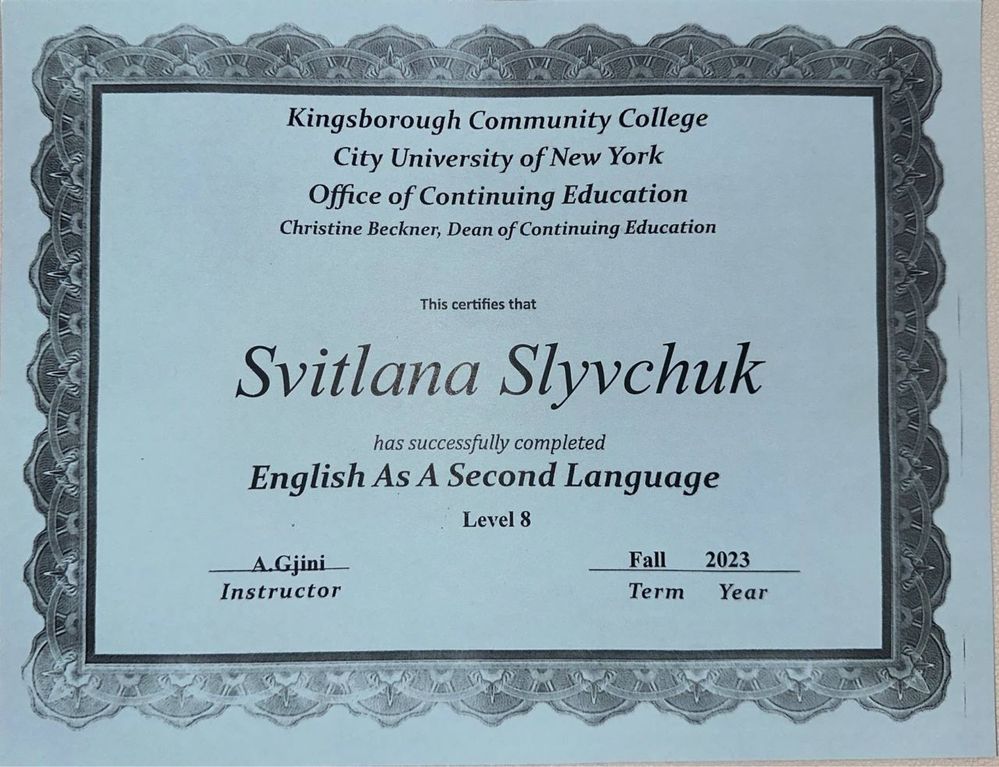 Kingsborough Community College
City University of New York
Office of Continuing Education
Christine Beckner, Dean of Continuing Education
This certifies that
Svitlana Slyvchuk
has successfully completed
English As A Second Language
Level 8
A.Gjini
Fall 2023
Instructor
Term Year